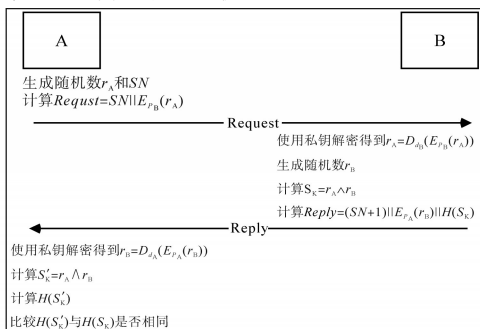 A
B
生成随机数r_A和SN
计算Requst=SN||E_{P_B}(r_A)
Request
使用私钥解密得到r_A=D_{d_B}(E_{P_B}(r_A))
生成随机数r_B
计算S_K=r_A∧r_B
计算Reply=(SN+1)||E_{P_A}(r_B)||H(S_K)
Reply
使用私钥解密得到r_B=D_{d_A}(E_{P_A}(r_B))
计算S'_K=r_A∧r_B
计算H(S'_K)
比较H(S'_K)与H(S_K)是否相同